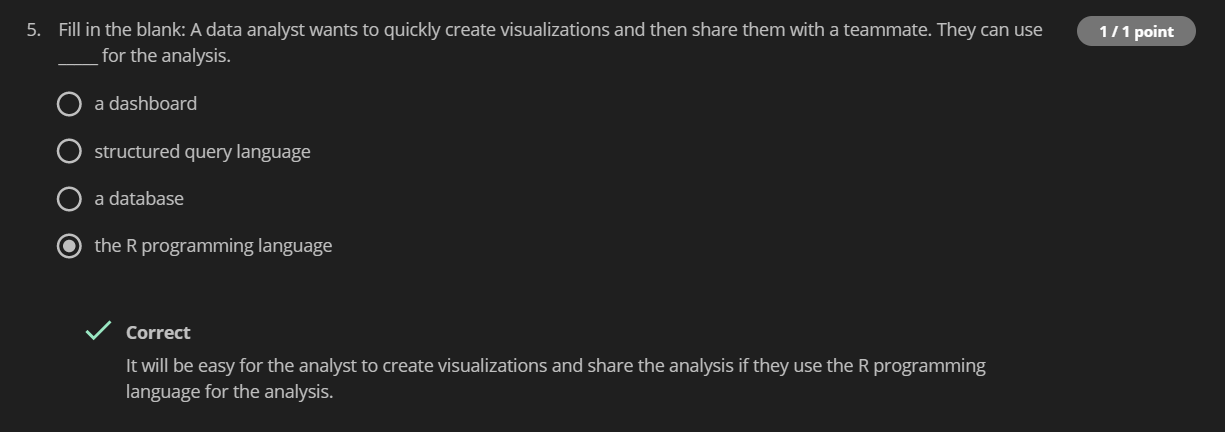 5. Fill in the blank: A data analyst wants to quickly create visualizations and then share them with a teammate. They can use
_____ for the analysis.
1 / 1 point
a dashboard
structured query language
a database
the R programming language
Correct
It will be easy for the analyst to create visualizations and share the analysis if they use the R programming
language for the analysis.